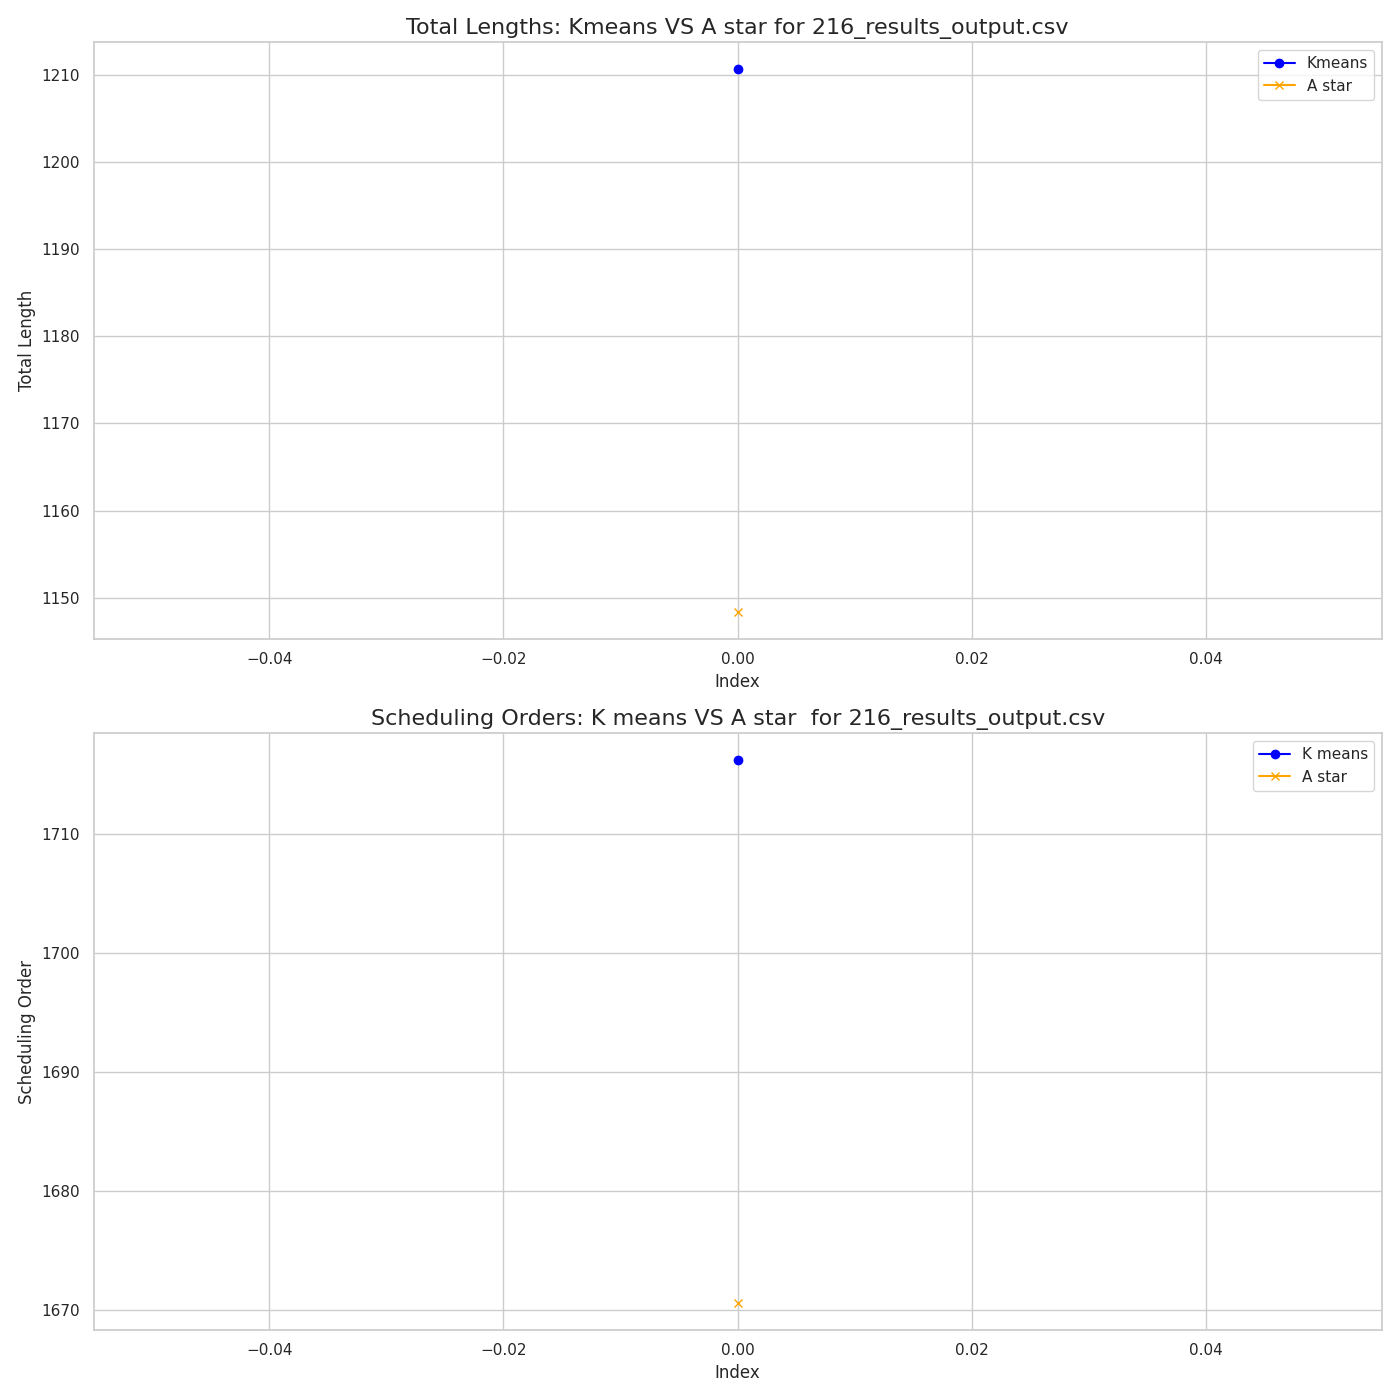 Total Lengths: Kmeans VS A star for 216_results_output.csv
Kmeans
A star
1210
1200
1190
1180
1170
1160
1150
Total Length
−0.04
−0.02
0.00
0.02
0.04
Index
Scheduling Orders: K means VS A star  for 216_results_output.csv
K means
A star
1710
1700
1690
1680
1670
Scheduling Order
−0.04
−0.02
0.00
0.02
0.04
Index